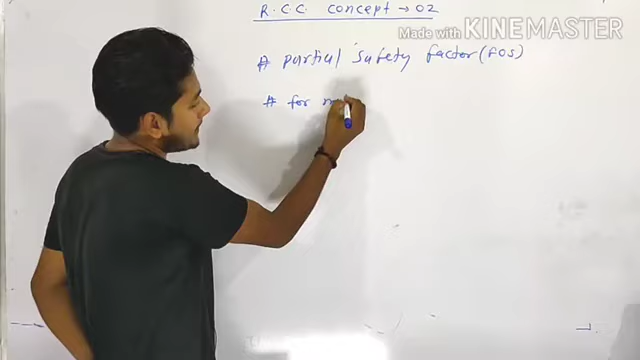 R.C.C. concept → 02
Made with KINEMASTER
# partial safety factor (FOS)
# for